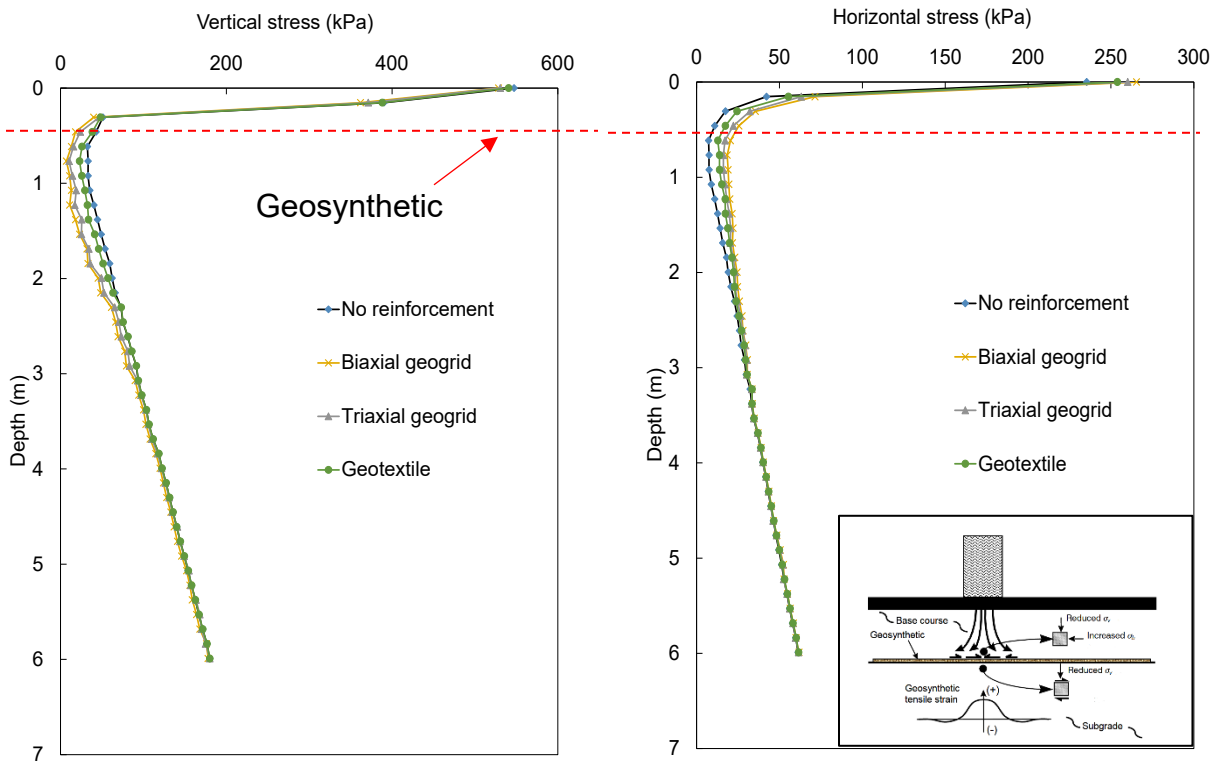 Vertical stress (kPa)
0 200 400 600
0
1
2
3
4
5
6
7
Depth (m)
Geosynthetic
No reinforcement
Biaxial geogrid
Triaxial geogrid
Geotextile
Horizontal stress (kPa)
0 50 100 150 200 250 300
0
1
2
3
4
5
6
7
Depth (m)
No reinforcement
Biaxial geogrid
Triaxial geogrid
Geotextile
Base course
Reduced σv
Increased σh
Geosynthetic
Reduced σv
Geosynthetic
tensile strain
(+)
(-)
Subgrade